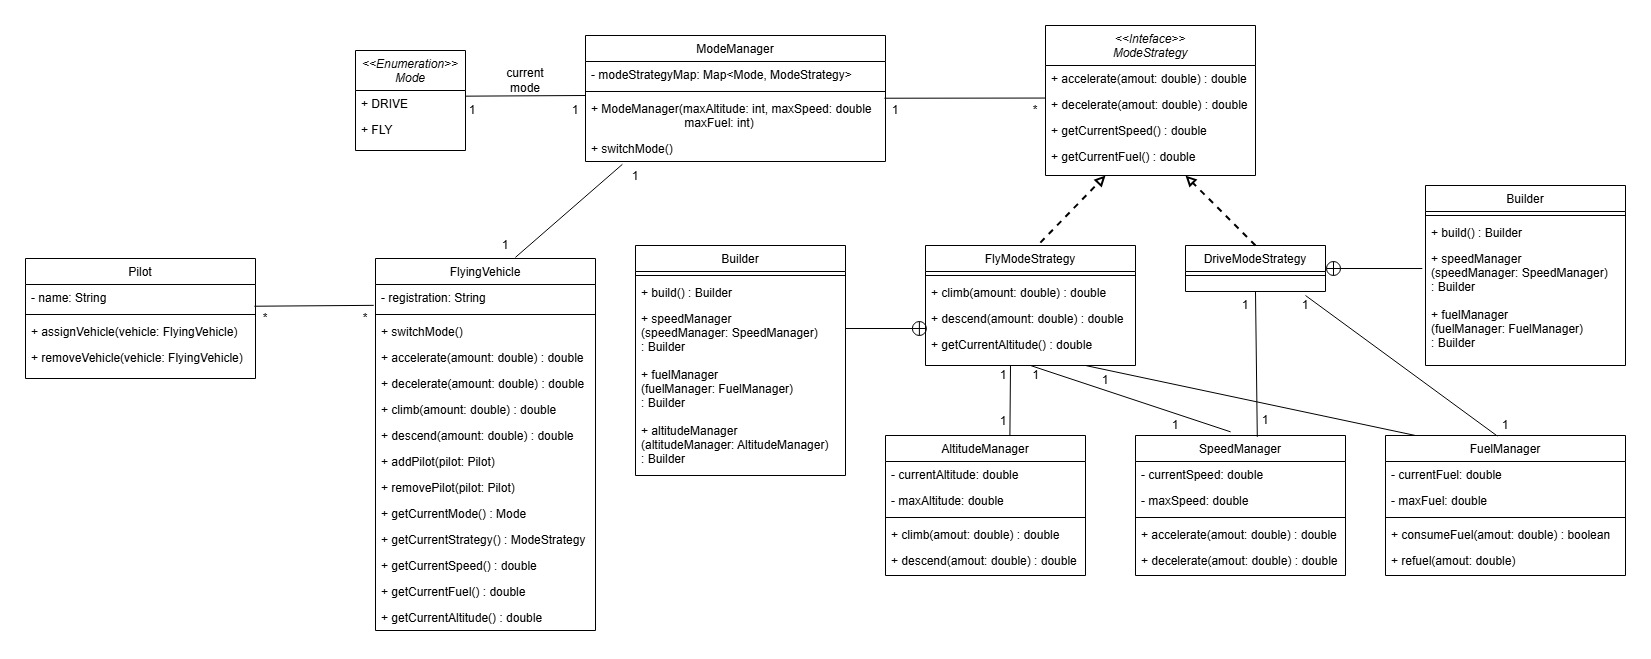 <<Enumeration>>
Mode
+ DRIVE
+ FLY
current
mode
1
1
ModeManager
- modeStrategyMap: Map<Mode, ModeStrategy>
+ ModeManager(maxAltitude: int, maxSpeed: double
maxFuel: int)
+ switchMode()
1
*
<<Inteface>>
ModeStrategy
+ accelerate(amout: double) : double
+ decelerate(amout: double) : double
+ getCurrentSpeed() : double
+ getCurrentFuel() : double
1
1
Pilot
- name: String
+ assignVehicle(vehicle: FlyingVehicle)
+ removeVehicle(vehicle: FlyingVehicle)
*
*
FlyingVehicle
- registration: String
+ switchMode()
+ accelerate(amount: double) : double
+ decelerate(amount: double) : double
+ climb(amount: double) : double
+ descend(amount: double) : double
+ addPilot(pilot: Pilot)
+ removePilot(pilot: Pilot)
+ getCurrentMode() : Mode
+ getCurrentStrategy() : ModeStrategy
+ getCurrentSpeed() : double
+ getCurrentFuel() : double
+ getCurrentAltitude() : double
Builder
+ build() : Builder
+ speedManager
(speedManager: SpeedManager)
: Builder
+ fuelManager
(fuelManager: FuelManager)
: Builder
+ altitudeManager
(altitudeManager: AltitudeManager)
: Builder
FlyModeStrategy
+ climb(amount: double) : double
+ descend(amount: double) : double
+ getCurrentAltitude() : double
DriveModeStrategy
Builder
+ build() : Builder
+ speedManager
(speedManager: SpeedManager)
: Builder
+ fuelManager
(fuelManager: FuelManager)
: Builder
1
1
1
1
1
1
1
1
1
AltitudeManager
- currentAltitude: double
- maxAltitude: double
+ climb(amout: double) : double
+ descend(amout: double) : double
SpeedManager
- currentSpeed: double
- maxSpeed: double
+ accelerate(amout: double) : double
+ decelerate(amout: double) : double
FuelManager
- currentFuel: double
- maxFuel: double
+ consumeFuel(amout: double) : boolean
+ refuel(amout: double)